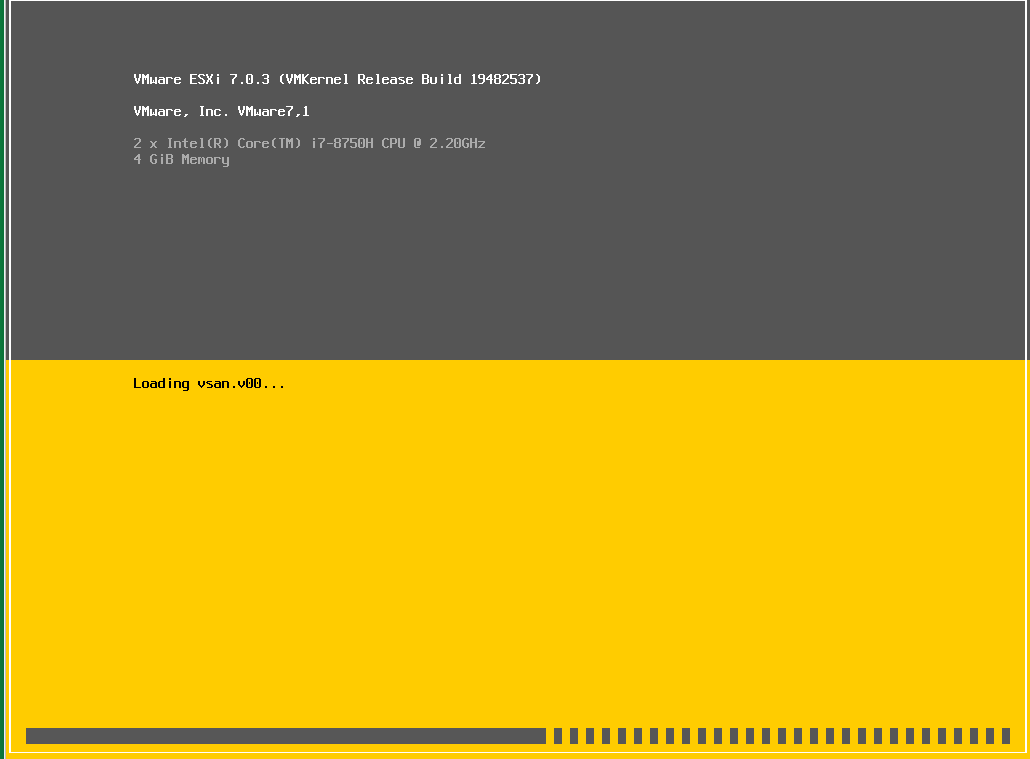 VMware ESXi 7.0.3 (VMKernel Release Build 19482537)
VMware, Inc. VMware7,1
2 x Intel(R) Core(TM) i7-8750H CPU @ 2.20GHz
4 GiB Memory
Loading vsan.v00...